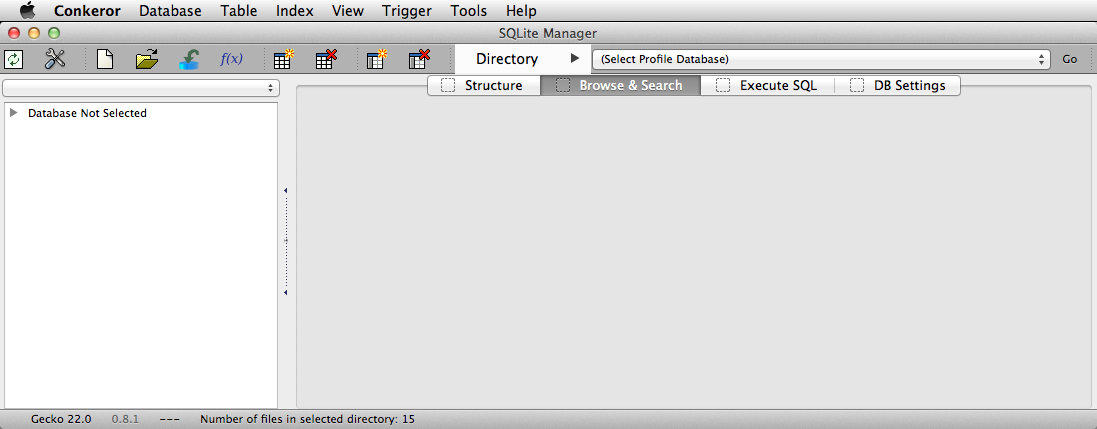 Conkeror Database Table Index View Trigger Tools Help
SQLite Manager
f(x) Directory (Select Profile Database) Go
Structure Browse & Search Execute SQL DB Settings
Database Not Selected
Gecko 22.0 0.8.1 --- Number of files in selected directory: 15